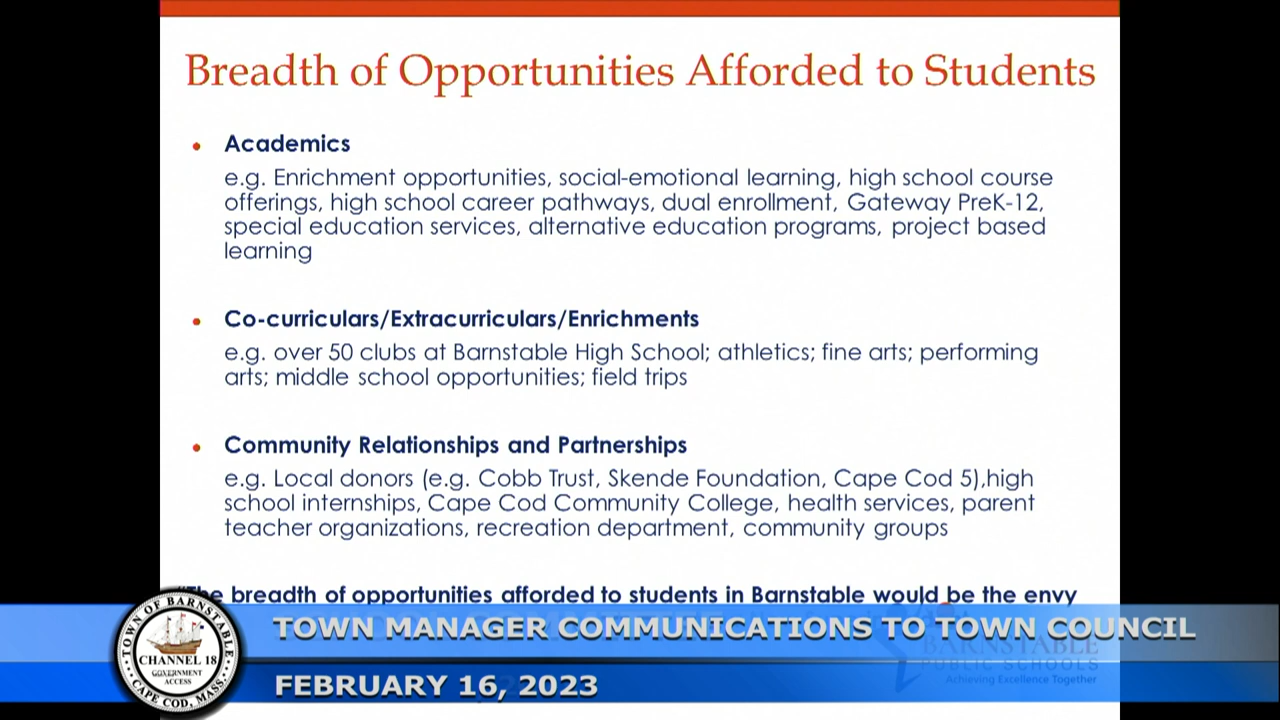 Breadth of Opportunities Afforded to Students
• Academics
e.g. Enrichment opportunities, social-emotional learning, high school course
offerings, high school career pathways, dual enrollment, Gateway PreK-12,
special education services, alternative education programs, project based
learning
• Co-curriculars/Extracurriculars/Enrichments
e.g. over 50 clubs at Barnstable High School; athletics; fine arts; performing
arts; middle school opportunities; field trips
• Community Relationships and Partnerships
e.g. Local donors (e.g. Cobb Trust, Skende Foundation, Cape Cod 5),high
school internships, Cape Cod Community College, health services, parent
teacher organizations, recreation department, community groups
"The breadth of opportunities afforded to students in Barnstable would be the envy
TOWN MANAGER COMMUNICATIONS TO TOWN COUNCIL
FEBRUARY 16, 2023
TOWN OF BARNSTABLE
CHANNEL 18
GOVERNMENT
ACCESS
CAPE COD, MASS.
BARNSTABLE
PUBLIC SCHOOLS
Achieving Excellence Together